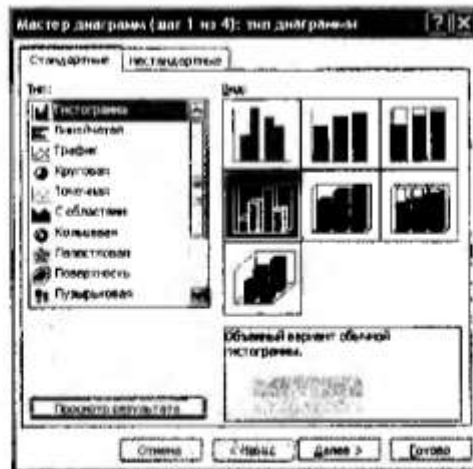 Мастер диаграмм (шаг 1 из 4): тип диаграммы
Стандартные
Нестандартные
Тип:
Гистограмма
Линейчатая
График
Круговая
Точечная
С областями
Кольцевая
Лепестковая
Поверхность
Пузырьковая
Вид:
Объемный вариант обычной
гистограммы.
Просмотр результата
Отмена
< Назад
Далее >
Готово